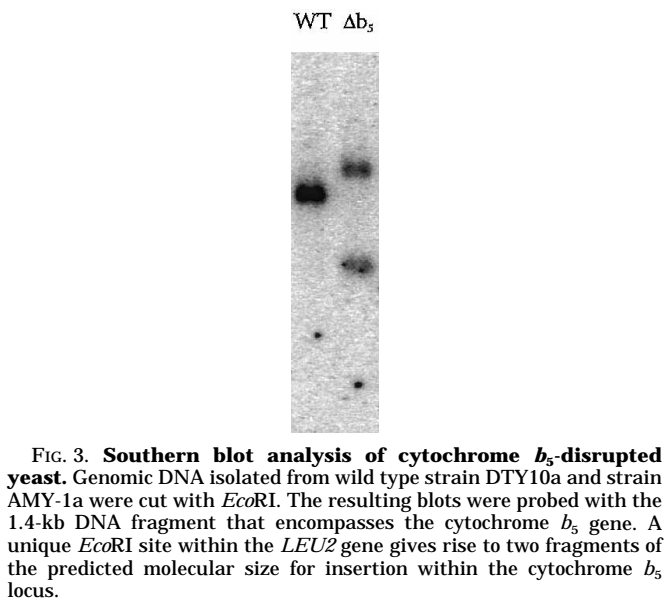 WT Δb₅
FIG. 3. Southern blot analysis of cytochrome b₅-disrupted
yeast. Genomic DNA isolated from wild type strain DTY10a and strain
AMY-1a were cut with EcoRI. The resulting blots were probed with the
1.4-kb DNA fragment that encompasses the cytochrome b₅ gene. A
unique EcoRI site within the LEU2 gene gives rise to two fragments of
the predicted molecular size for insertion within the cytochrome b₅
locus.